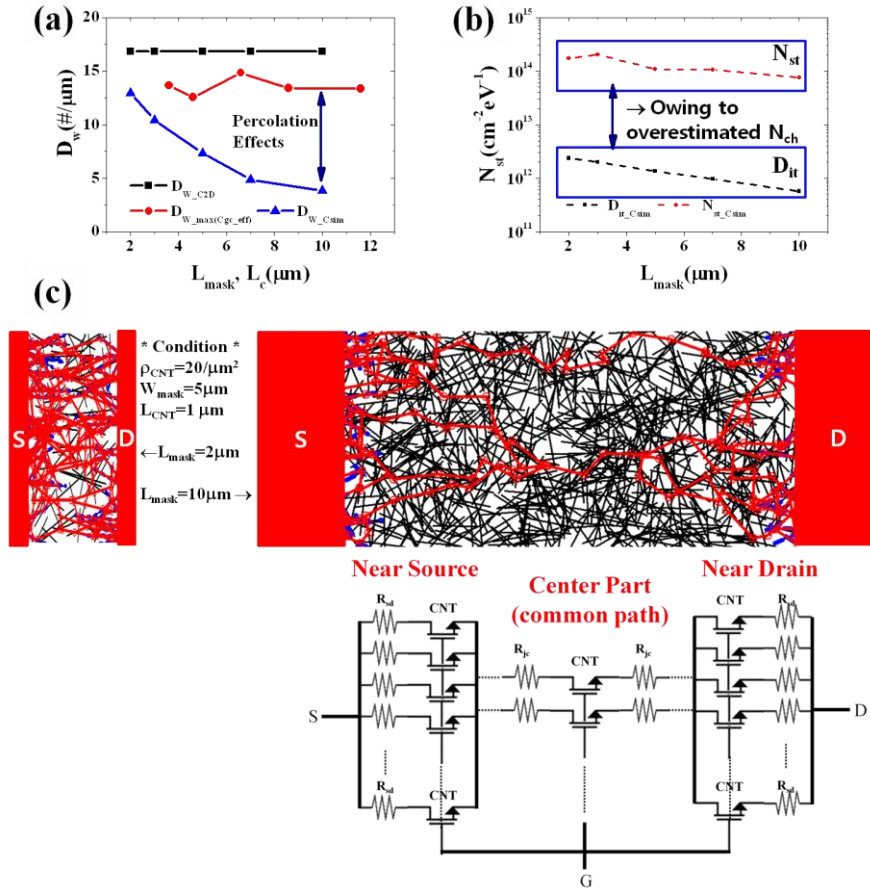 (a)
20
15
10
5
0
D_w(#/μm)
Percolation
Effects
D_W_C2D
D_W_max(Cgc_eff)
D_W_Csim
2 4 6 8 10 12
L_mask, L_c(μm)
(b)
10^15
10^14
10^13
10^12
10^11
N_st(cm^-2eV^-1)
N_st
→ Owing to
overestimated N_ch
D_it
D_it_Csim
N_st_Csim
2 4 6 8 10
L_mask(μm)
(c)
S
D
* Condition *
ρ_CNT=20/μm^2
W_mask=5μm
L_CNT=1 μm
←L_mask=2μm
L_mask=10μm→
S
D
Near Source
Center Part
(common path)
Near Drain
R_sd
CNT
R_jc
CNT
R_jc
CNT
R_sd
S
D
R_sd
CNT
CNT
R_sd
G